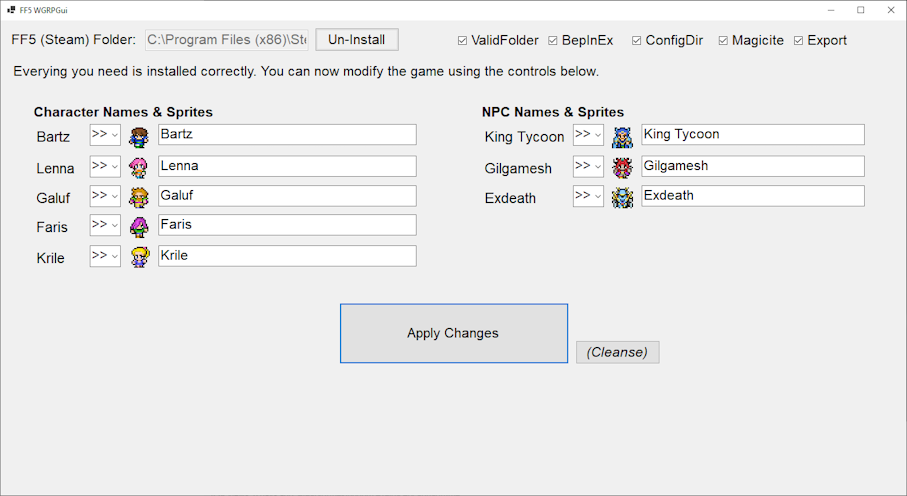 FF5 WGRPGui
FF5 (Steam) Folder: C:\Program Files (x86)\Ste Un-Install ValidFolder BepInEx ConfigDir Magicite Export
Everying you need is installed correctly. You can now modify the game using the controls below.
Character Names & Sprites NPC Names & Sprites
Bartz >> Bartz King Tycoon >> King Tycoon
Lenna >> Lenna Gilgamesh >> Gilgamesh
Galuf >> Galuf Exdeath >> Exdeath
Faris >> Faris
Krile >> Krile
Apply Changes
(Cleanse)